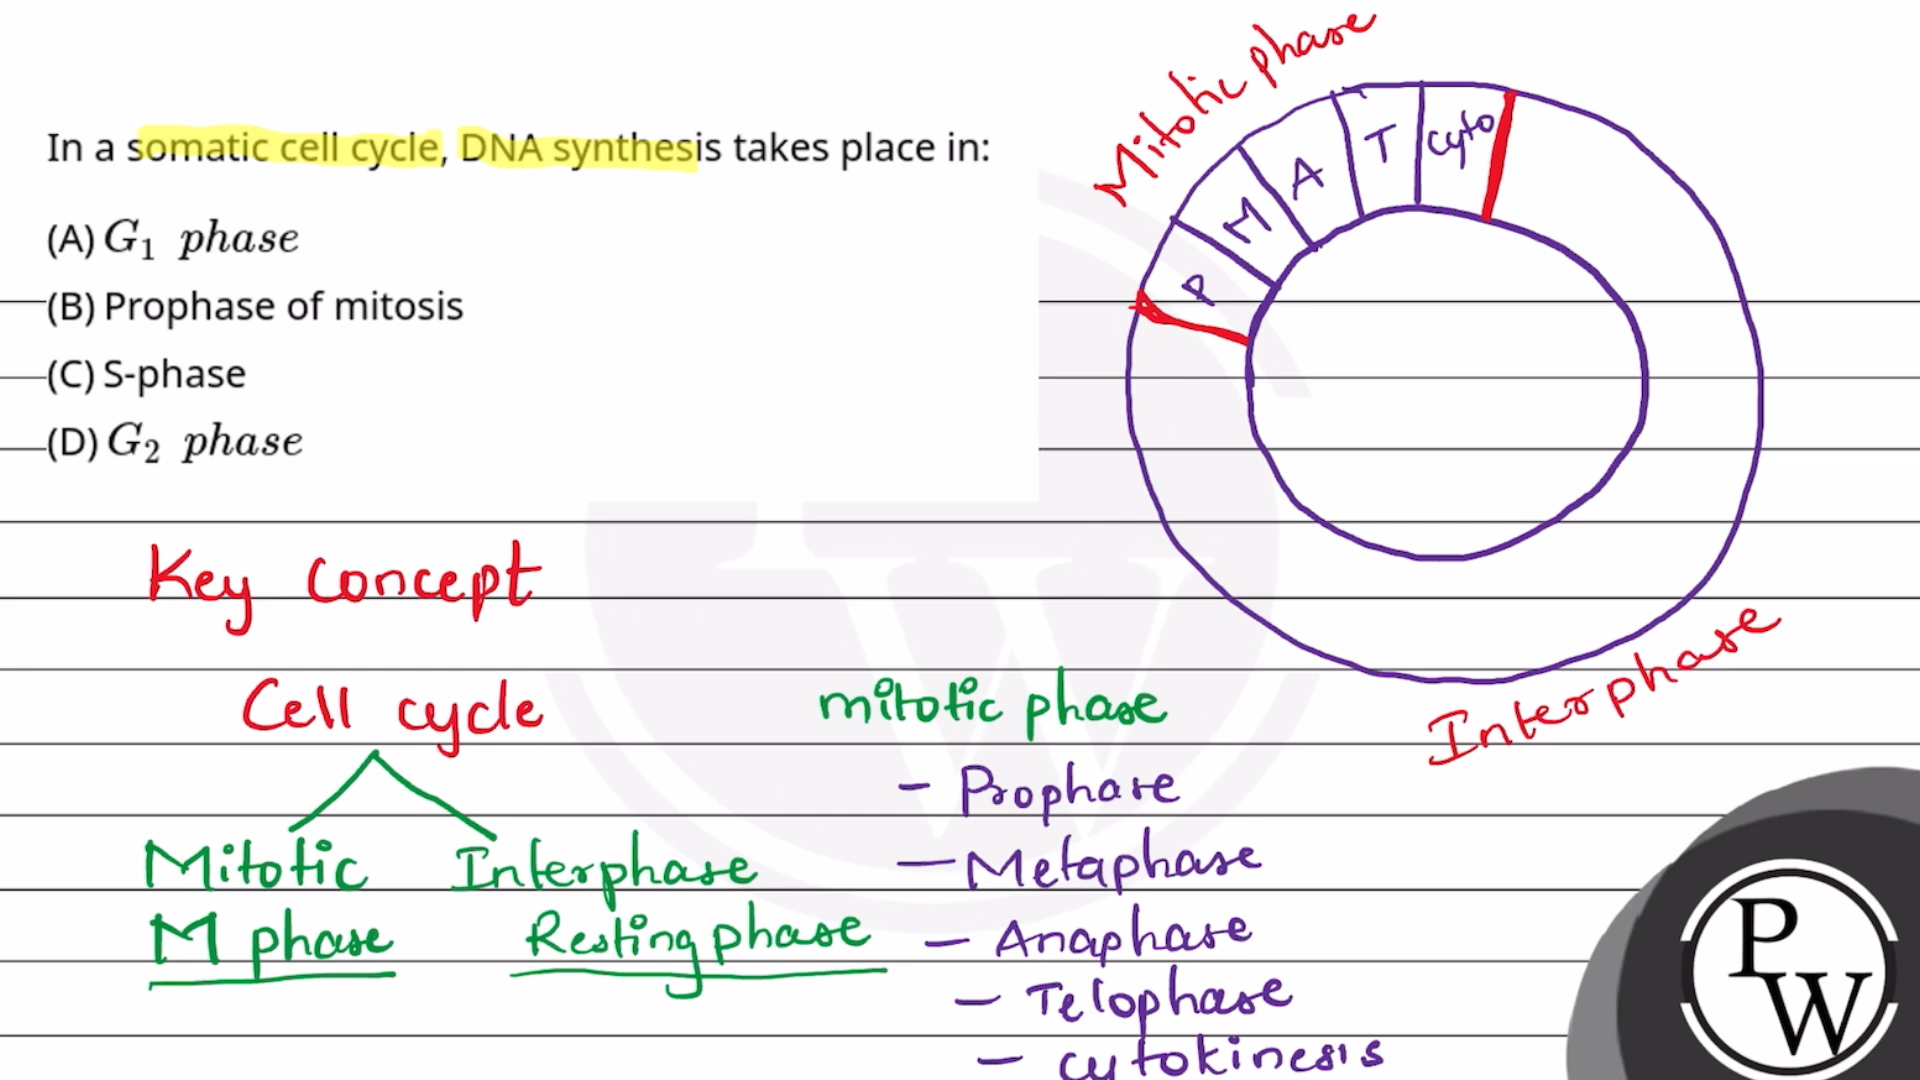 In a somatic cell cycle, DNA synthesis takes place in:
(A) G₁ phase
(B) Prophase of mitosis
(C) S-phase
(D) G₂ phase
Mitotic phase
P
M
A
T
Cyto
Interphase
Key Concept
Cell cycle
Mitotic Interphase
M phase Resting phase
mitotic phase
- Prophase
- Metaphase
- Anaphase
- Telophase
- Cytokinesis
P
W
W